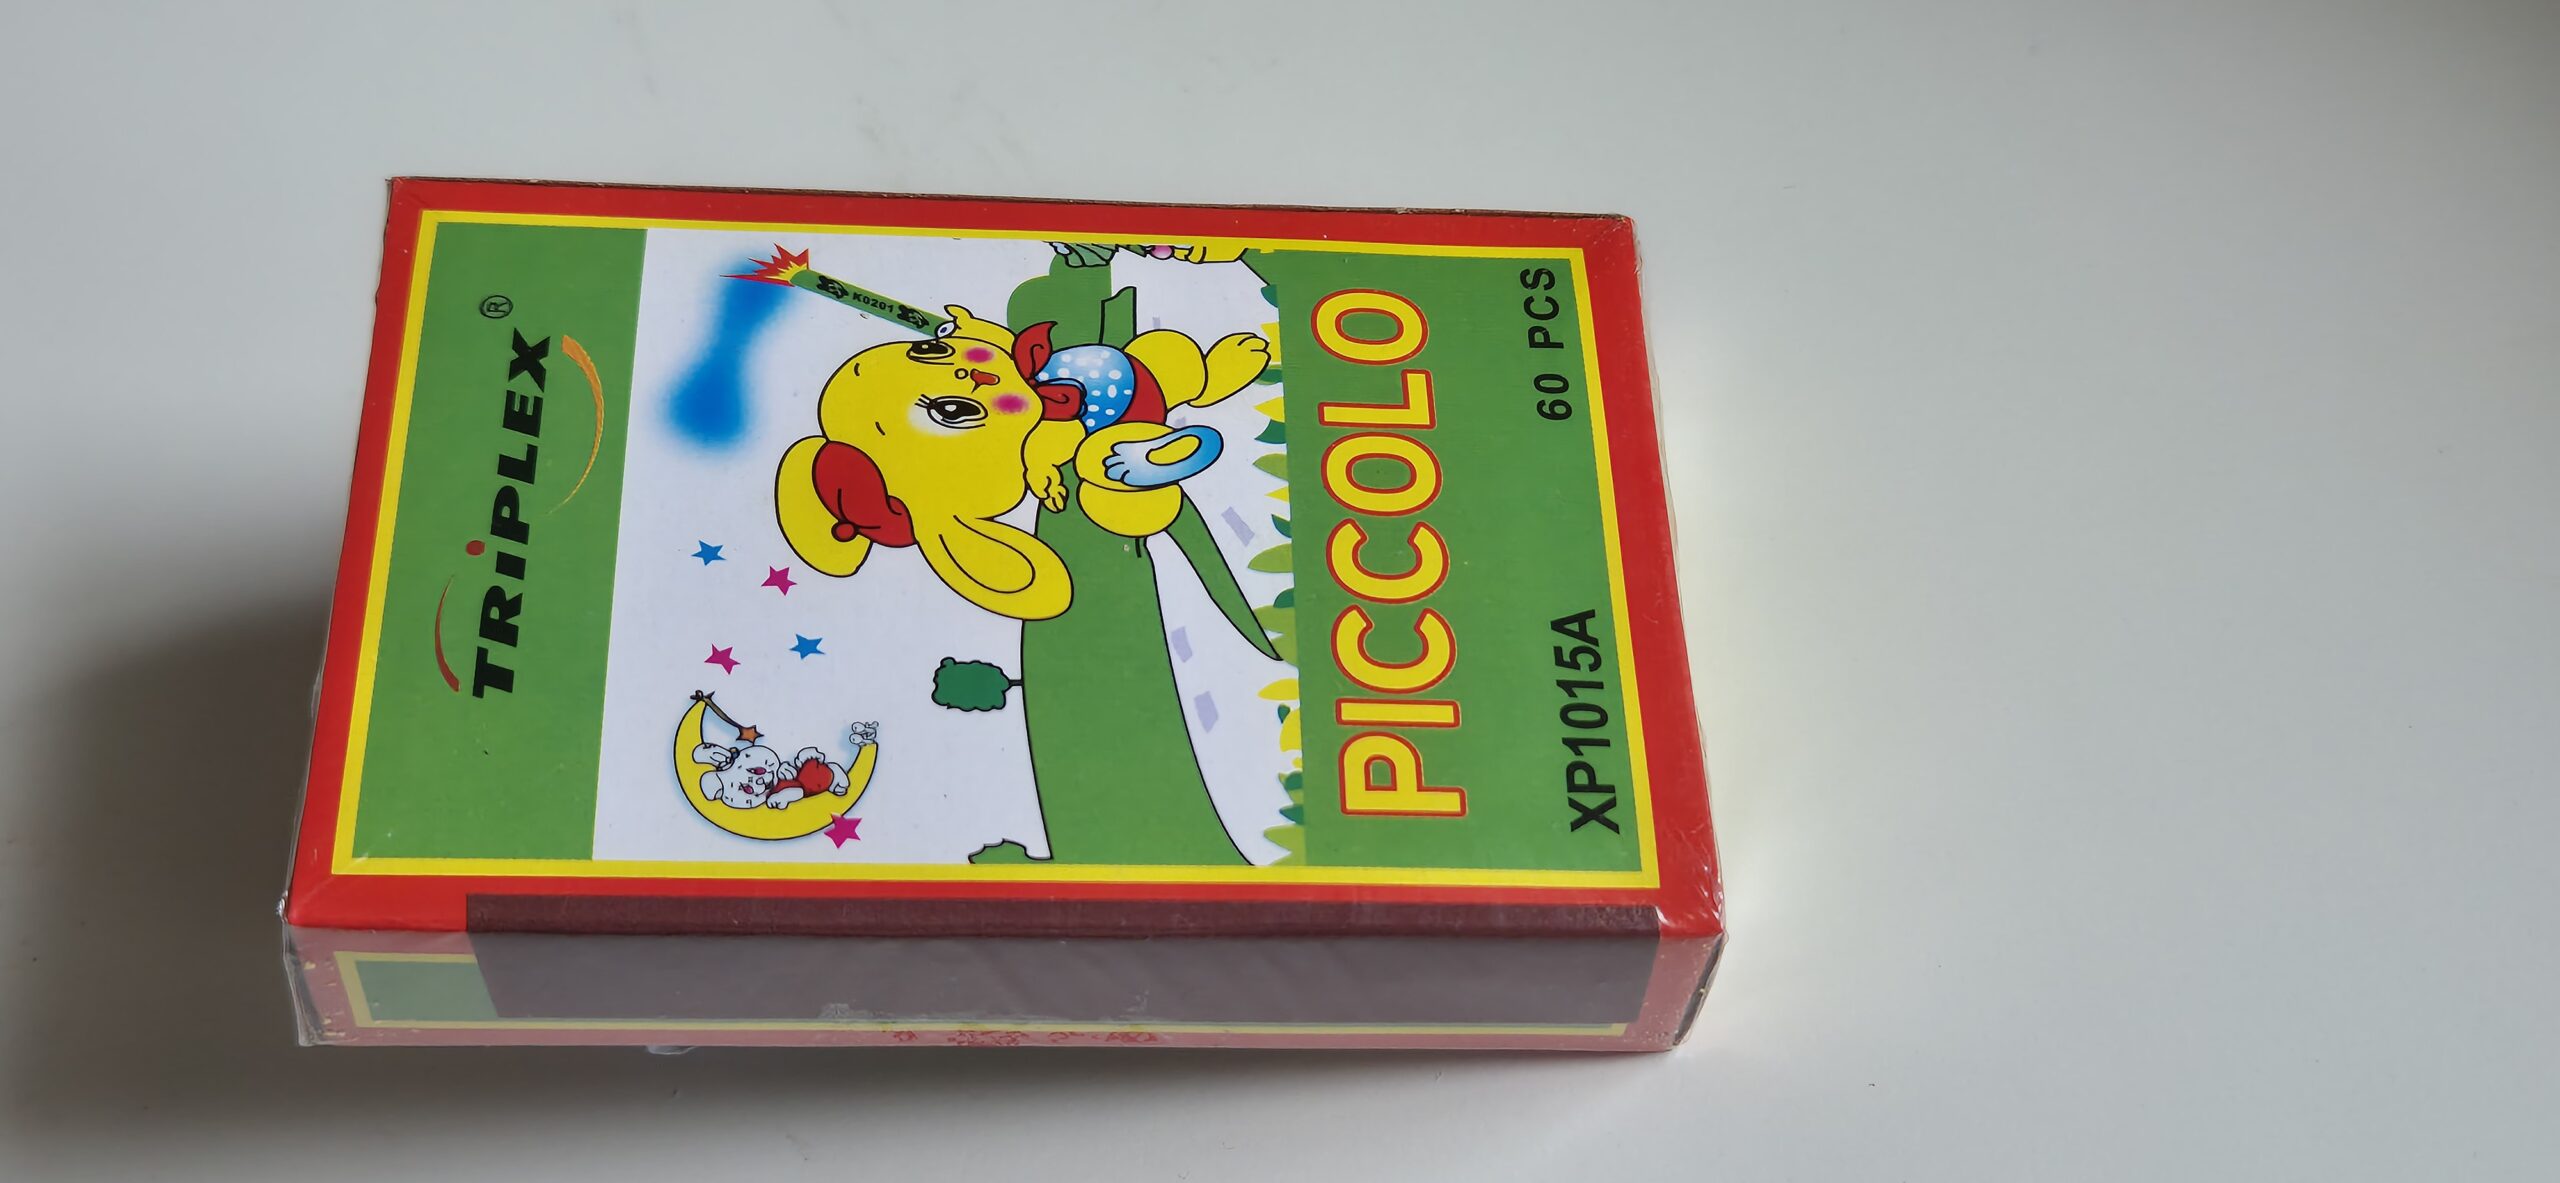 TRiPLEX®
K0201
PICCOLO
XP1015A 60 PCS